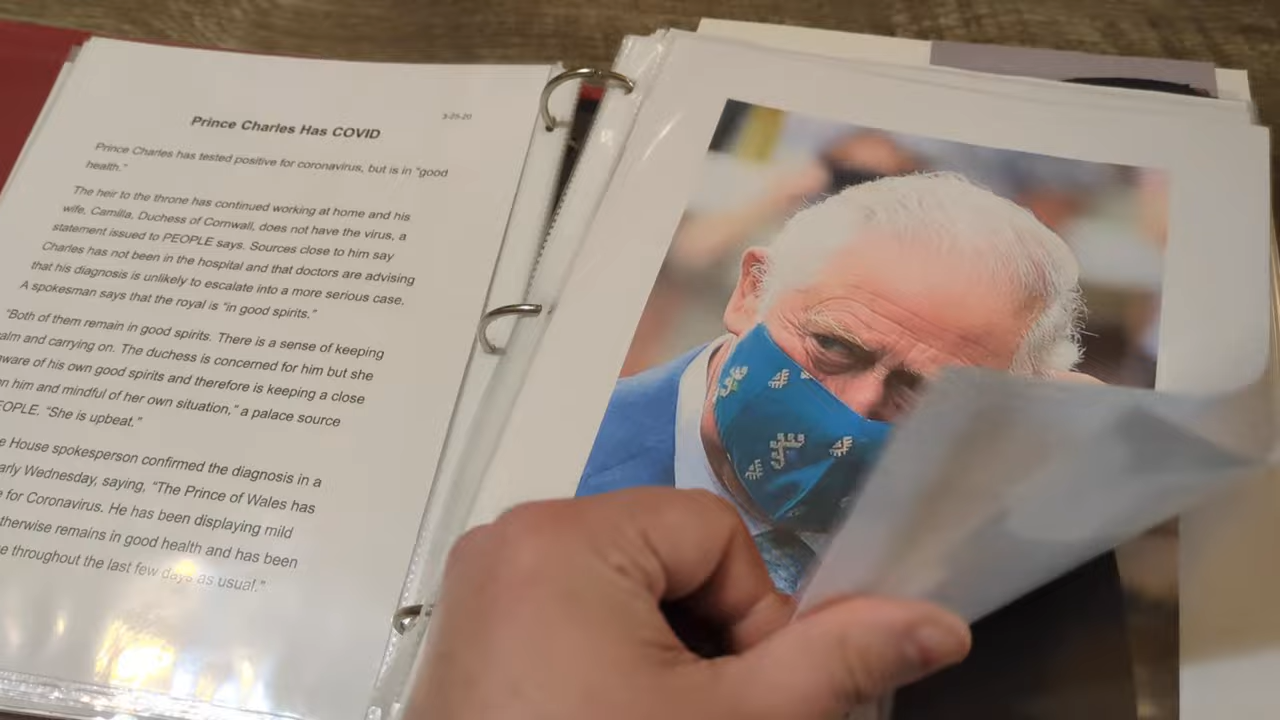 3-25-20
Prince Charles Has COVID
Prince Charles has tested positive for coronavirus, but is in “good
health.”
The heir to the throne has continued working at home and his
wife, Camilla, Duchess of Cornwall, does not have the virus, a
statement issued to PEOPLE says. Sources close to him say
Charles has not been in the hospital and that doctors are advising
that his diagnosis is unlikely to escalate into a more serious case.
A spokesman says that the royal is “in good spirits.”
“Both of them remain in good spirits. There is a sense of keeping
alm and carrying on. The duchess is concerned for him but she
ware of his own good spirits and therefore is keeping a close
n him and mindful of her own situation,” a palace source
EOPLE. “She is upbeat.”
e House spokesperson confirmed the diagnosis in a
arly Wednesday, saying, “The Prince of Wales has
e for Coronavirus. He has been displaying mild
therwise remains in good health and has been
e throughout the last few days as usual.”